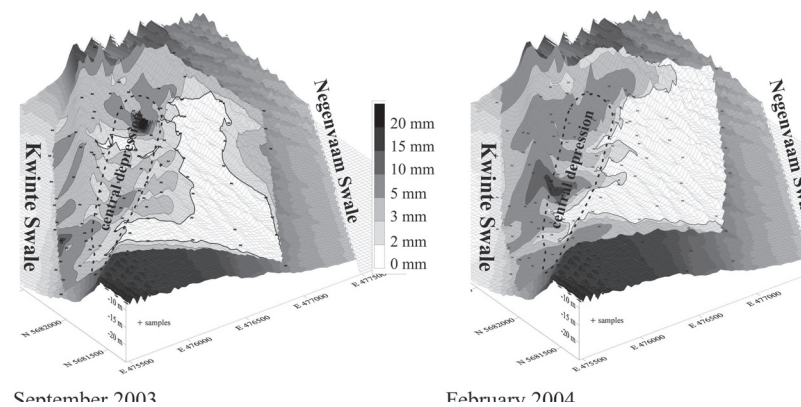 Kwinte Swale
central depression
Negenvaam Swale
20 mm
15 mm
10 mm
5 mm
3 mm
2 mm
0 mm
-10 m
-15 m
-20 m
+ samples
N 5682000
N 5681500
E 475500
E 476000
E 476500
E 477000
E 477500
September 2003
Kwinte Swale
central depression
Negenvaam Swale
-10 m
-15 m
-20 m
+ samples
N 5682000
N 5681500
E 475500
E 476000
E 476500
E 477000
February 2004